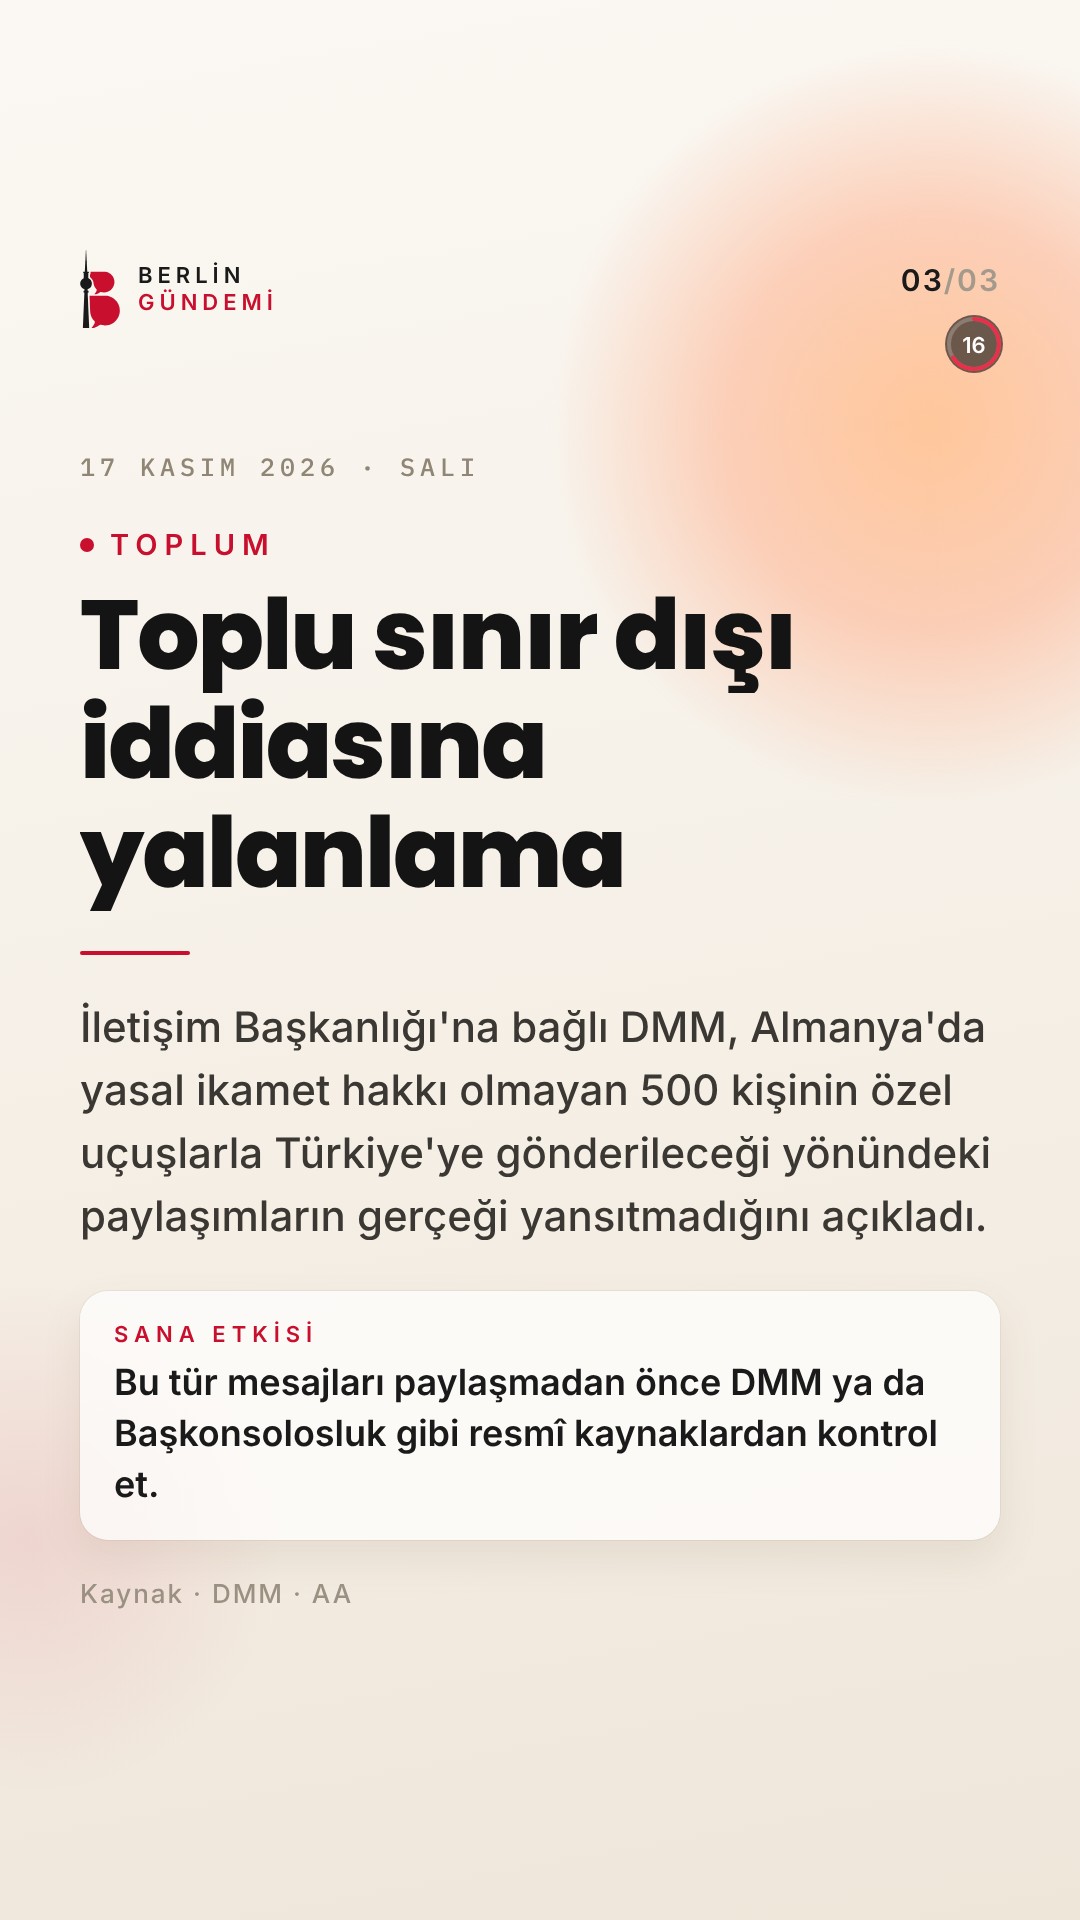 BERLİN
GÜNDEMİ
03/03
16
17 KASIM 2026 · SALI
TOPLUM
Toplu sınır dışı
iddiasına
yalanlama
İletişim Başkanlığı'na bağlı DMM, Almanya'da
yasal ikamet hakkı olmayan 500 kişinin özel
uçuşlarla Türkiye'ye gönderileceği yönündeki
paylaşımların gerçeği yansıtmadığını açıkladı.
SANA ETKİSİ
Bu tür mesajları paylaşmadan önce DMM ya da
Başkonsolosluk gibi resmî kaynaklardan kontrol
et.
Kaynak · DMM · AA